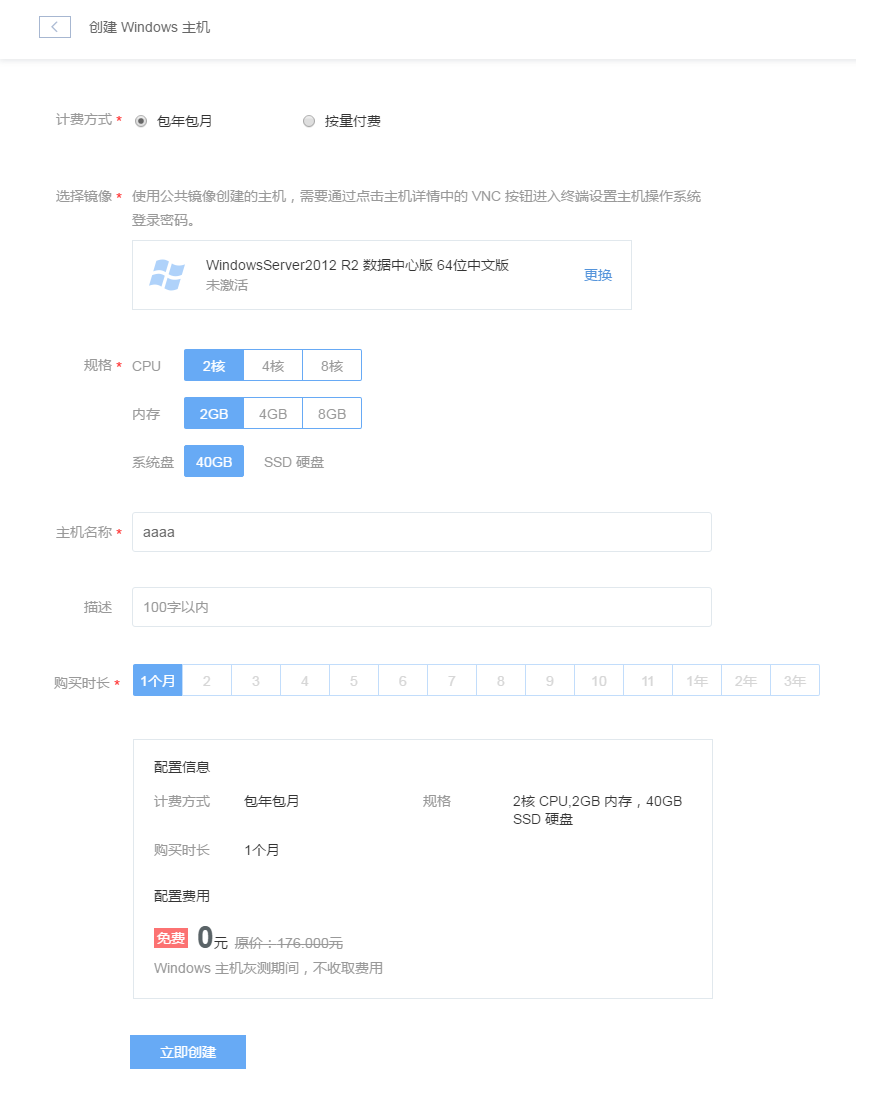 创建 Windows 主机
计费方式 * 包年包月 按量付费
选择镜像 * 使用公共镜像创建的主机，需要通过点击主机详情中的 VNC 按钮进入终端设置主机操作系统
登录密码。
WindowsServer2012 R2 数据中心版 64位中文版
未激活
更换
规格 * CPU 2核 4核 8核
内存 2GB 4GB 8GB
系统盘 40GB SSD 硬盘
主机名称 * aaaa
描述 100字以内
购买时长 * 1个月 2 3 4 5 6 7 8 9 10 11 1年 2年 3年
配置信息
计费方式 包年包月 规格 2核 CPU,2GB 内存，40GB
SSD 硬盘
购买时长 1个月
配置费用
免费 0元 原价：176.000元
Windows 主机灰测期间，不收取费用
立即创建